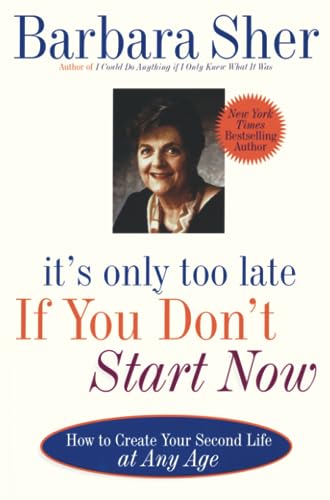 Barbara Sher
Author of I Could Do Anything if I Only Knew What It Was
New York
Times
Bestselling
Author
it's only too late
If You Don't
Start Now
How to Create Your Second Life
at Any Age